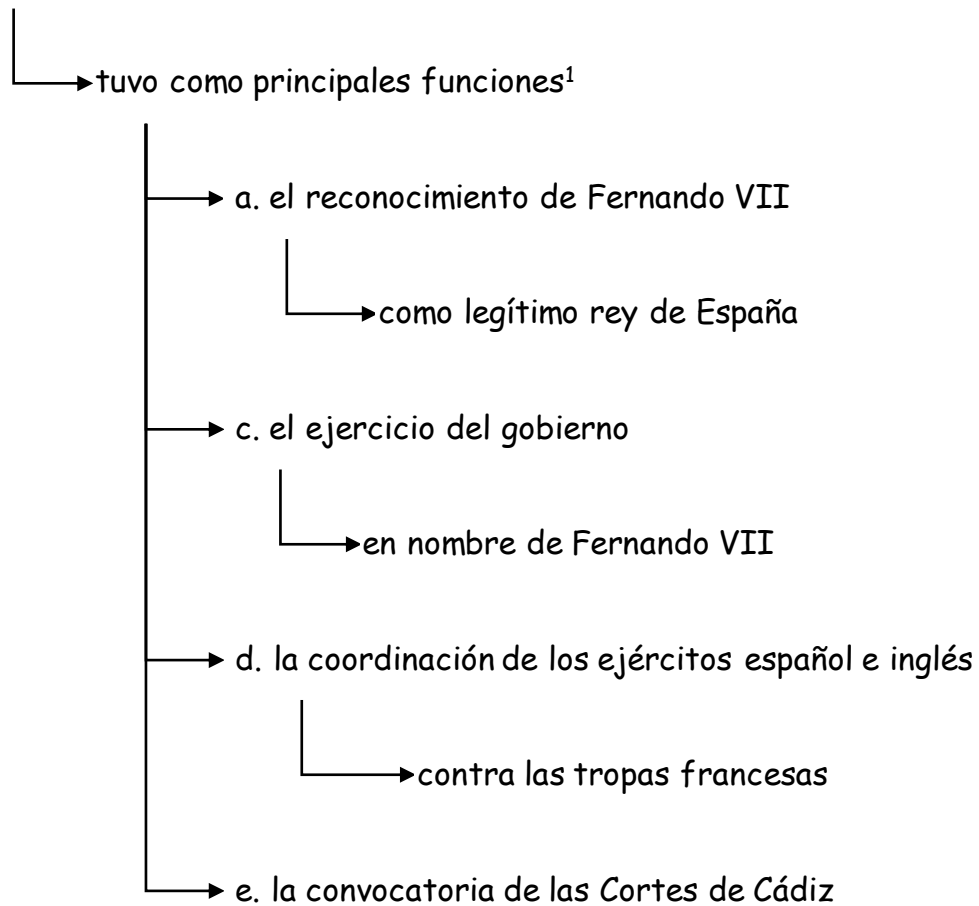 tuvo como principales funciones¹
a. el reconocimiento de Fernando VII
como legítimo rey de España
c. el ejercicio del gobierno
en nombre de Fernando VII
d. la coordinación de los ejércitos español e inglés
contra las tropas francesas
e. la convocatoria de las Cortes de Cádiz